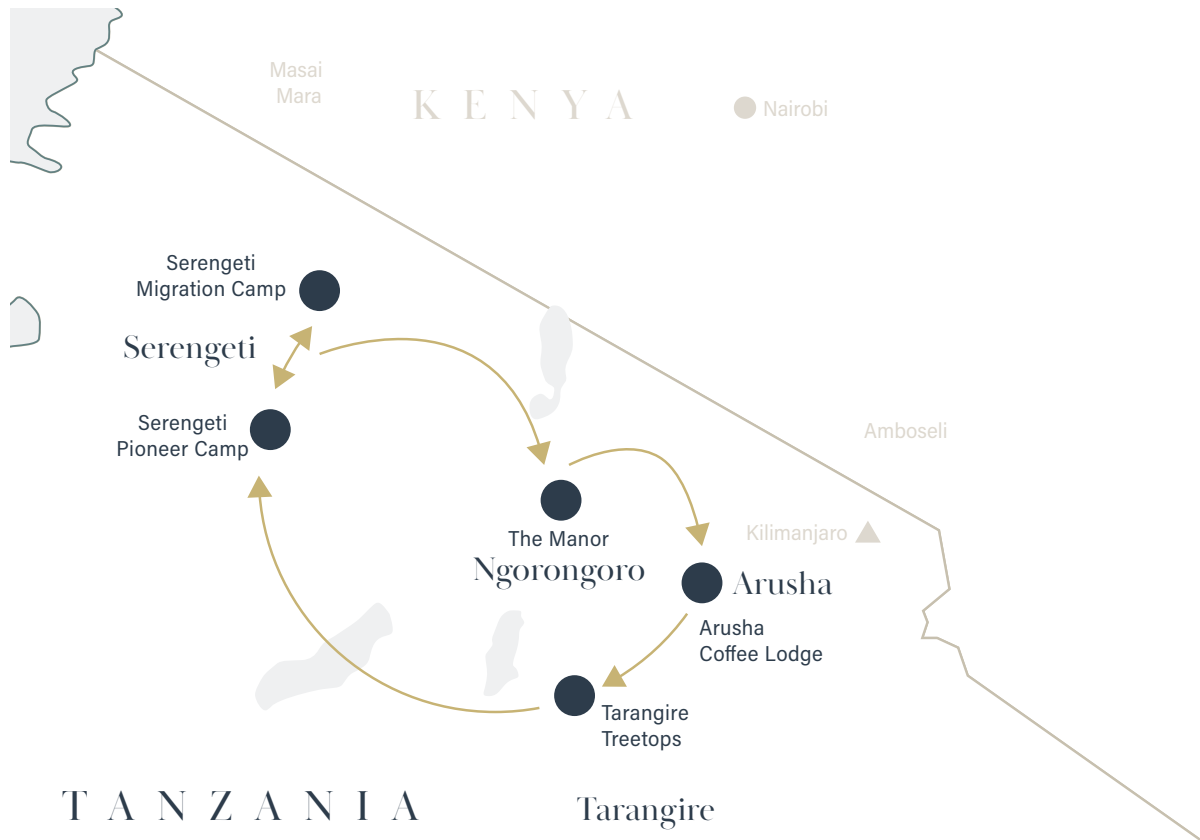 Masai
Mara
KENYA
Nairobi
Serengeti
Migration Camp
Serengeti
Serengeti
Pioneer Camp
Amboseli
The Manor
Ngorongoro
Kilimanjaro
Arusha
Arusha
Coffee Lodge
Tarangire
Treetops
TANZANIA
Tarangire